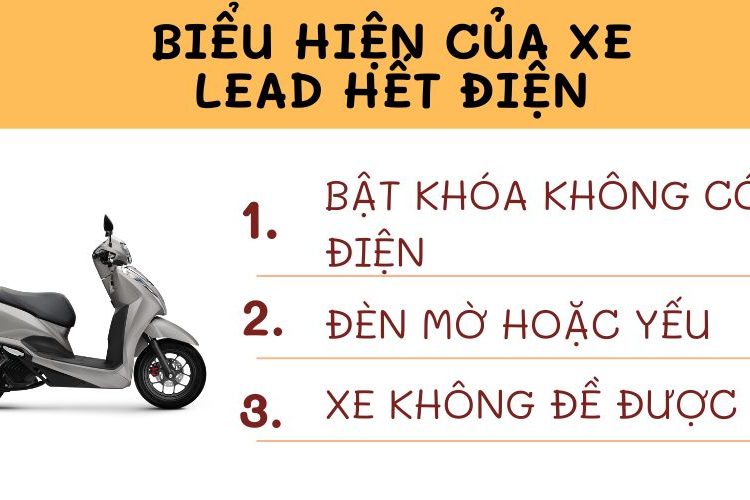 BIỂU HIỆN CỦA XE
LEAD HẾT ĐIỆN
1. BẬT KHÓA KHÔNG CÓ
ĐIỆN
2. ĐÈN MỜ HOẶC YẾU
3. XE KHÔNG ĐỀ ĐƯỢC